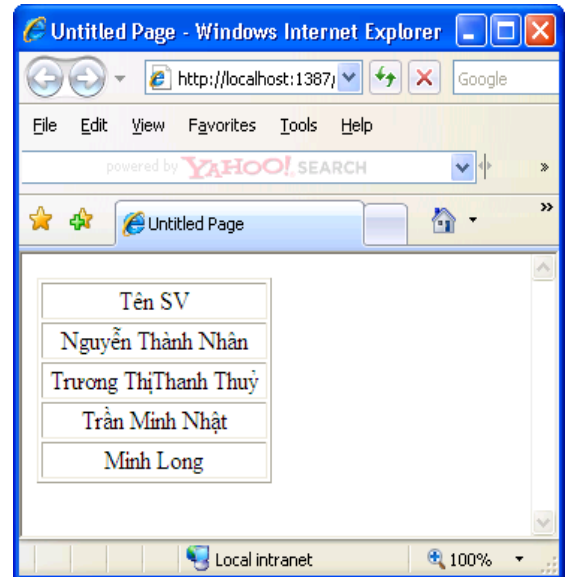 Untitled Page - Windows Internet Explorer
http://localhost:1387/
Google
File Edit View Favorites Tools Help
powered by YAHOO! SEARCH
»
Untitled Page
»
Tên SV
Nguyễn Thành Nhân
Trương ThịThanh Thuỷ
Trần Minh Nhật
Minh Long
Local intranet
100%